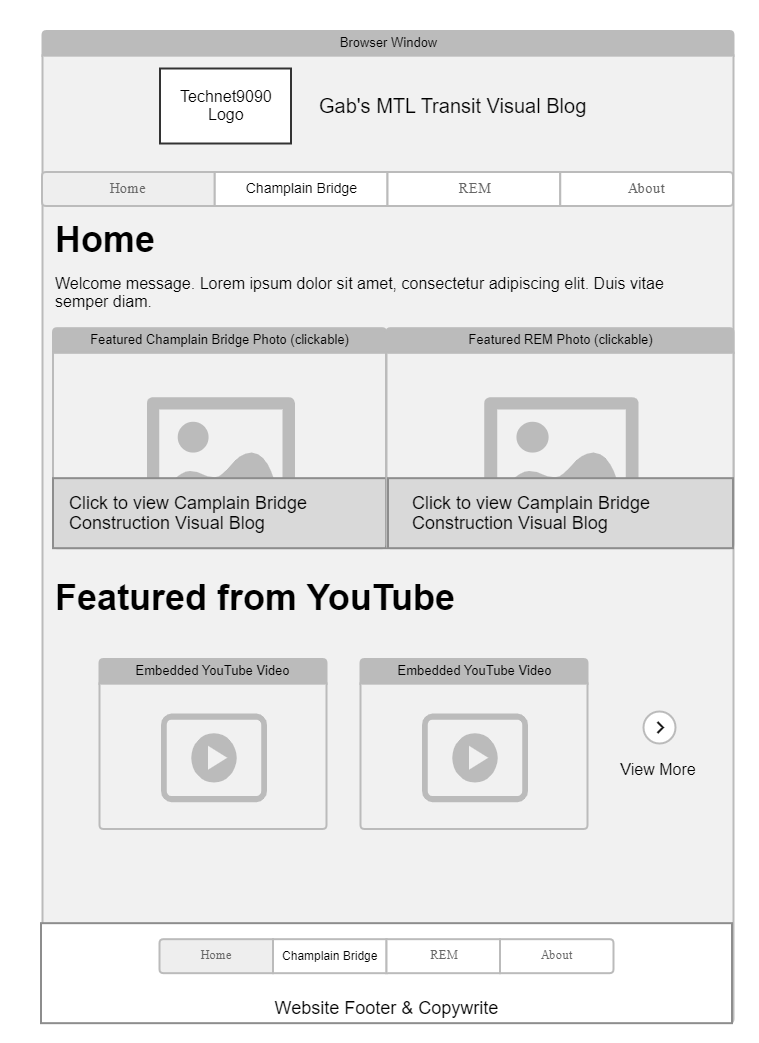 Browser Window
Technet9090
Logo
Gab's MTL Transit Visual Blog
Home
Champlain Bridge
REM
About
Home
Welcome message. Lorem ipsum dolor sit amet, consectetur adipiscing elit. Duis vitae
semper diam.
Featured Champlain Bridge Photo (clickable)
Featured REM Photo (clickable)
Click to view Camplain Bridge
Construction Visual Blog
Click to view Camplain Bridge
Construction Visual Blog
Featured from YouTube
Embedded YouTube Video
Embedded YouTube Video
View More
Home
Champlain Bridge
REM
About
Website Footer & Copywrite